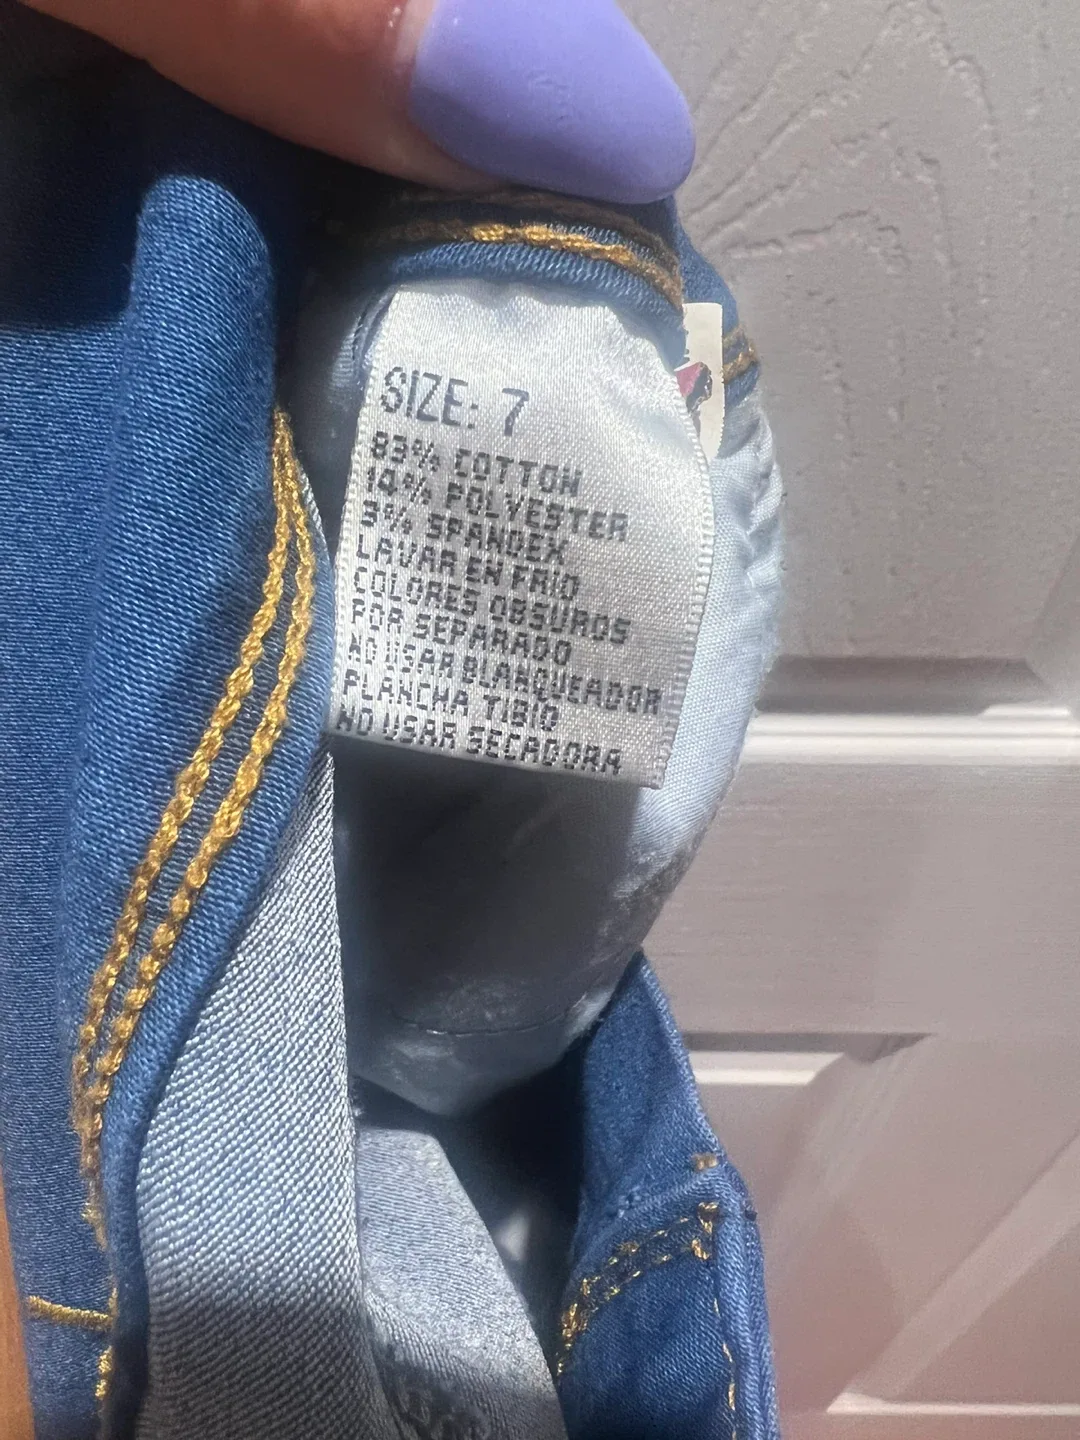 SIZE: 7
83% COTTON
14% POLYESTER
3% SPANDEX
LAVAR EN FRIO
COLORES OBSUROS
POR SEPARADO
NO USAR BLANQUEADOR
PLANCHA TIBIO
NO USAR SECADORA